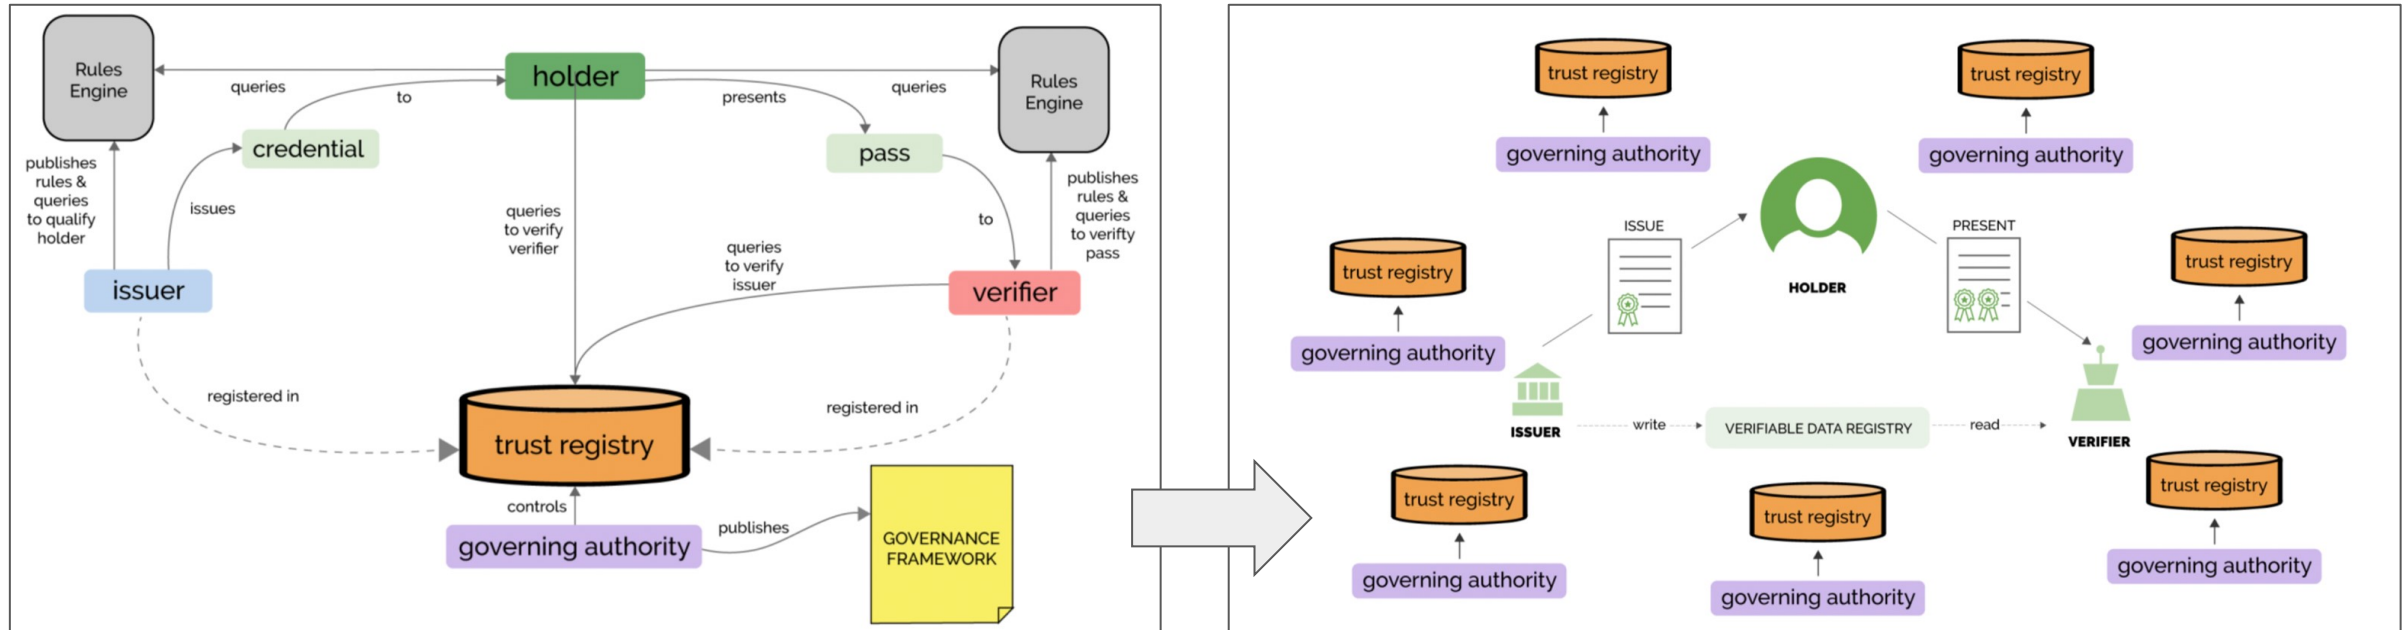 Rules
Engine
queries
to
holder
presents
queries
Rules
Engine
credential
pass
publishes
rules &
queries
to qualify
holder
issues
queries
to verify
verifier
queries
to verify
issuer
to
publishes
rules &
queries
to verifty
pass
issuer
verifier
registered in
registered in
trust registry
controls
governing authority
publishes
GOVERNANCE
FRAMEWORK
trust registry
governing authority
trust registry
governing authority
ISSUE
PRESENT
HOLDER
trust registry
governing authority
trust registry
governing authority
ISSUER
write
VERIFIABLE DATA REGISTRY
read
VERIFIER
trust registry
governing authority
trust registry
governing authority
trust registry
governing authority